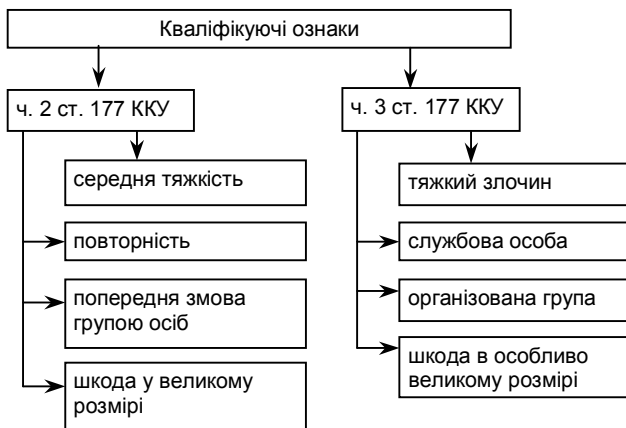 Кваліфікуючі ознаки
ч. 2 ст. 177 ККУ
середня тяжкість
повторність
попередня змова
групою осіб
шкода у великому
розмірі
ч. 3 ст. 177 ККУ
тяжкий злочин
службова особа
організована група
шкода в особливо
великому розмірі